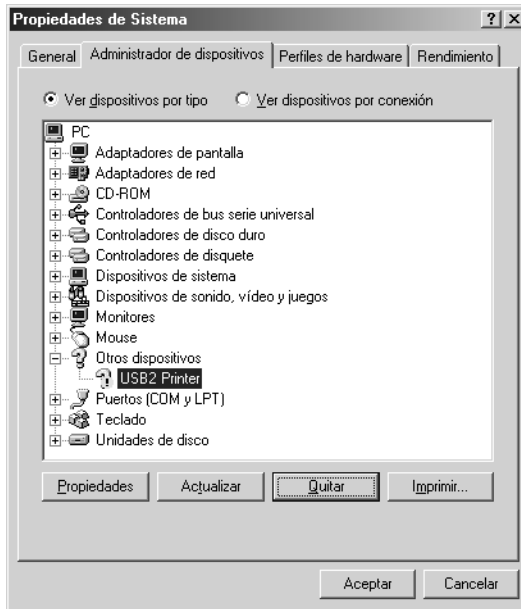 Propiedades de Sistema
General Administrador de dispositivos Perfiles de hardware Rendimiento
Ver dispositivos por tipo Ver dispositivos por conexión
PC
Adaptadores de pantalla
Adaptadores de red
CD-ROM
Controladores de bus serie universal
Controladores de disco duro
Controladores de disquete
Dispositivos de sistema
Dispositivos de sonido, vídeo y juegos
Monitores
Mouse
Otros dispositivos
USB2 Printer
Puertos (COM y LPT)
Teclado
Unidades de disco
Propiedades Actualizar Quitar Imprimir...
Aceptar Cancelar